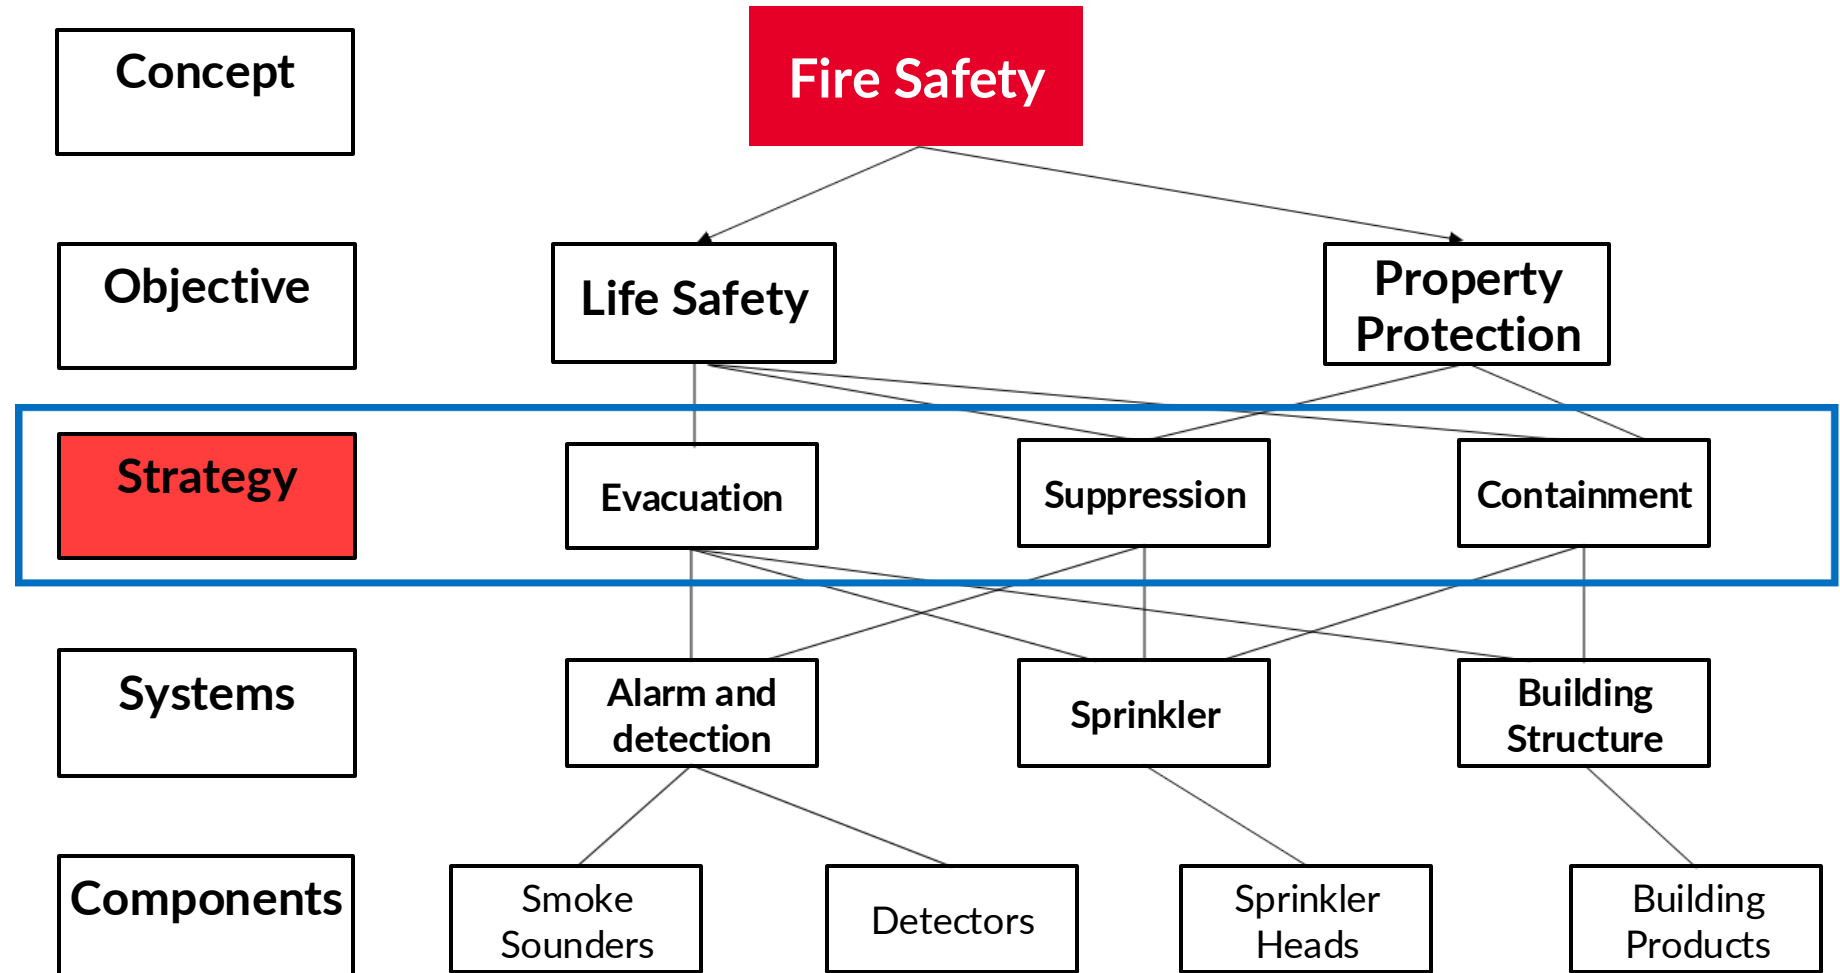 Concept
Fire Safety
Objective
Life Safety
Property
Protection
Strategy
Evacuation
Suppression
Containment
Systems
Alarm and
detection
Sprinkler
Building
Structure
Components
Smoke
Sounders
Detectors
Sprinkler
Heads
Building
Products